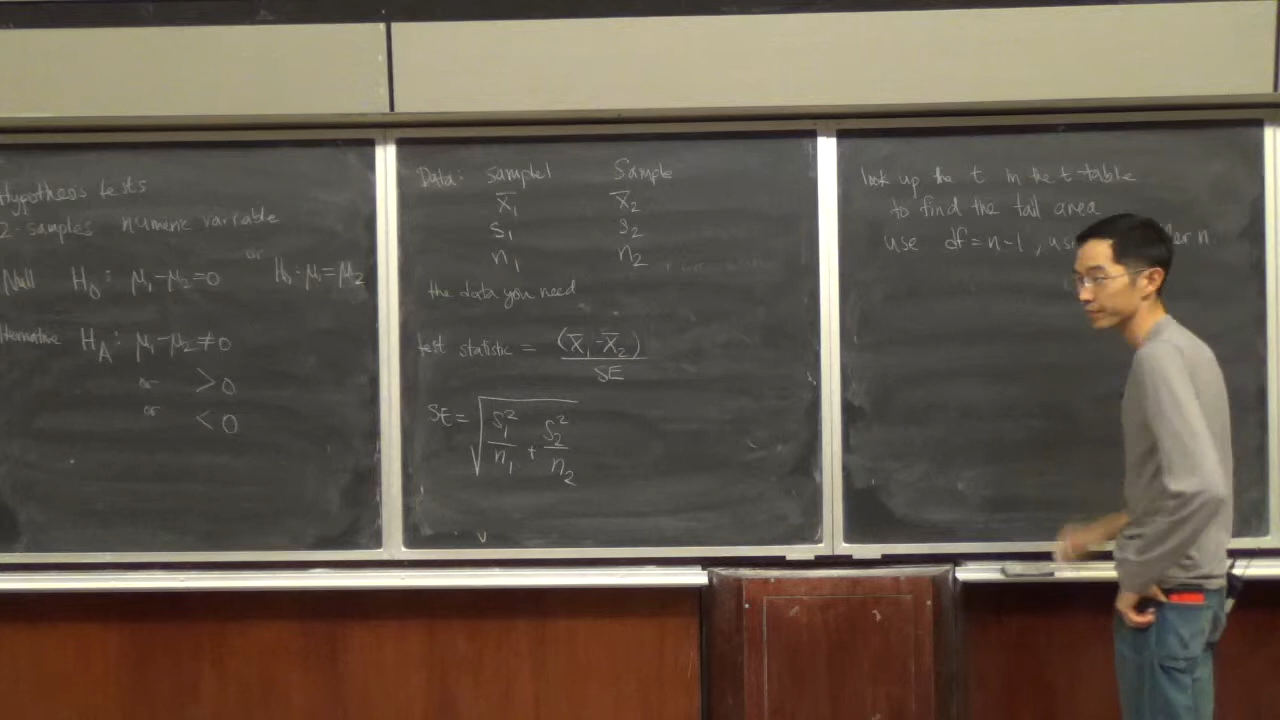 Hypotheos tests
2-samples numeric variable
Null H₀: μ₁-μ₂=0 or H₀: μ₁=μ₂
Alternative H_A: μ₁-μ₂≠0
or >0
or <0
Data: Sample1 Sample
x̄₁ x̄₂
s₁ s₂
n₁ n₂
the data you need
test statistic = (x̄₁-x̄₂)
SE
SE = √ s₁²/n₁ + s₂²/n₂
look up the t in the t-table
to find the tail area
use df=n-1, n